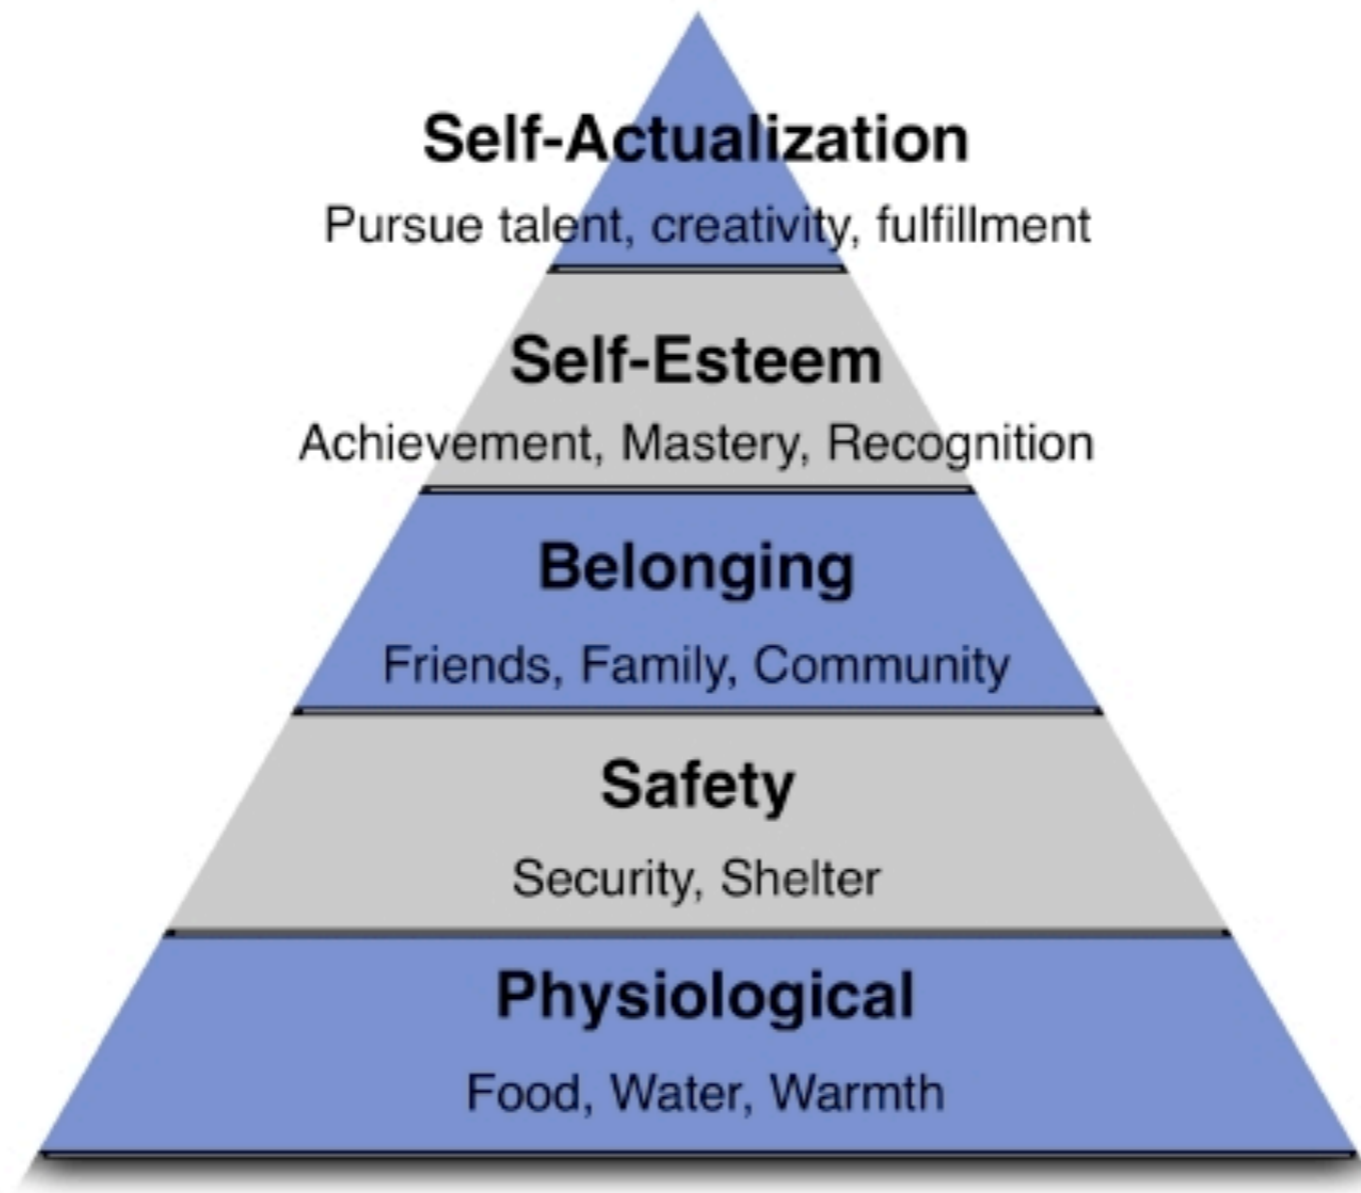 Self-Actualization
Pursue talent, creativity, fulfillment
Self-Esteem
Achievement, Mastery, Recognition
Belonging
Friends, Family, Community
Safety
Security, Shelter
Physiological
Food, Water, Warmth